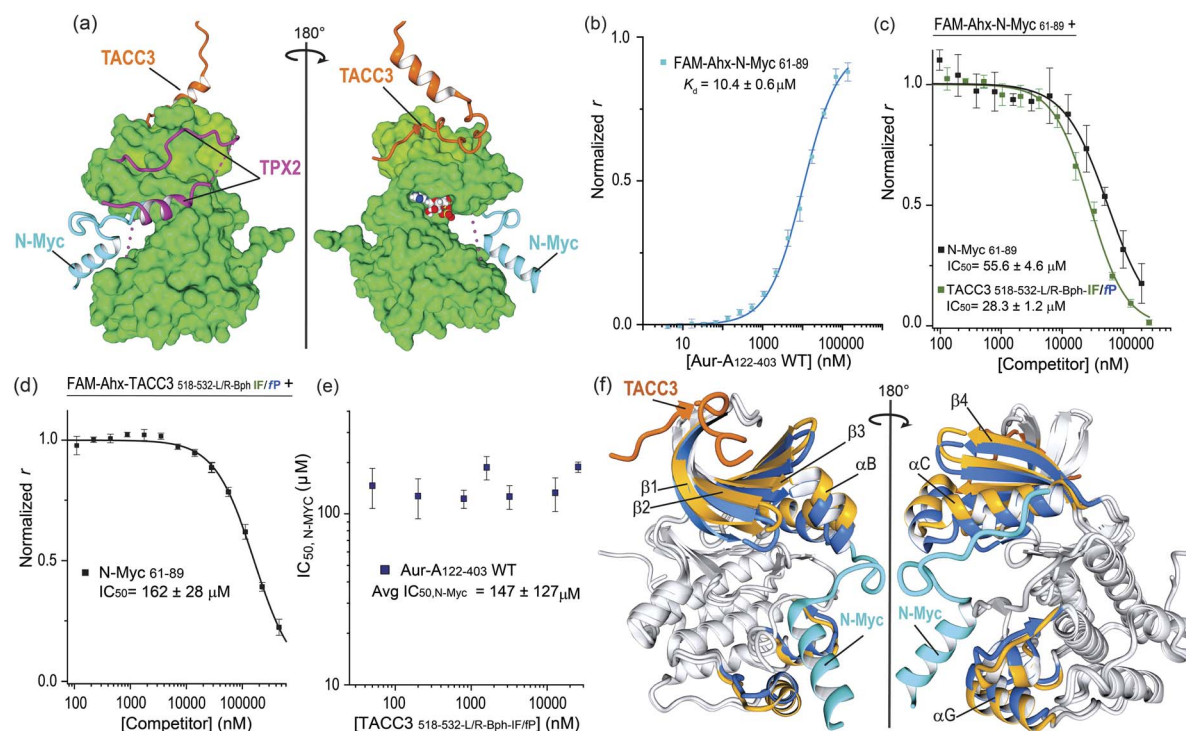 (a)
180°
TACC3
TACC3
TPX2
N-Myc
N-Myc
(b)
FAM-Ahx-N-Myc 61-89
Kd = 10.4 ± 0.6 μM
Normalized r
1.0
0.5
0.0
10
1000
100000
[Aur-A122-403 WT] (nM)
(c)
FAM-Ahx-N-Myc 61-89 +
Normalized r
1.0
0.5
0.0
N-Myc 61-89
IC50= 55.6 ± 4.6 μM
TACC3 518-532-L/R-Bph-IF/fP
IC50= 28.3 ± 1.2 μM
100 1000 10000 100000
[Competitor] (nM)
(d)
FAM-Ahx-TACC3 518-532-L/R-Bph IF/fP +
Normalized r
1.0
0.5
0.0
N-Myc 61-89
IC50= 162 ± 28 μM
100 1000 10000 100000
[Competitor] (nM)
(e)
IC50, N-MYC (μM)
100
10
Aur-A122-403 WT
Avg IC50,N-Myc = 147 ± 127μM
100 1000 10000
[TACC3 518-532-L/R-Bph-IF/fP] (nM)
(f)
180°
TACC3
β4
β3
αB
αC
β1
β2
N-Myc
N-Myc
αG